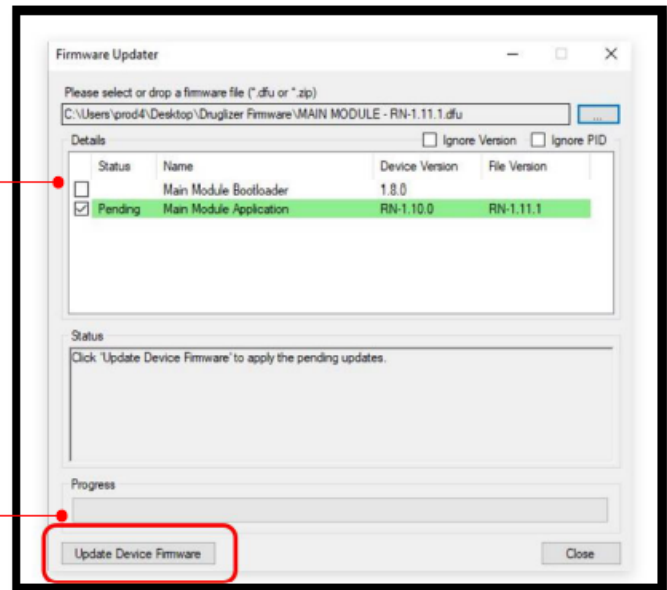 Firmware Updater
Please select or drop a firmware file (*.dfu or *.zip)
C:\Users\prod4\Desktop\Druglizer Firmware\MAIN MODULE - RN-1.11.1.dfu ...
Details Ignore Version Ignore PID
Status Name Device Version File Version
Main Module Bootloader 1.8.0
Pending Main Module Application RN-1.10.0 RN-1.11.1
Status
Click 'Update Device Firmware' to apply the pending updates.
Progress
Update Device Firmware Close